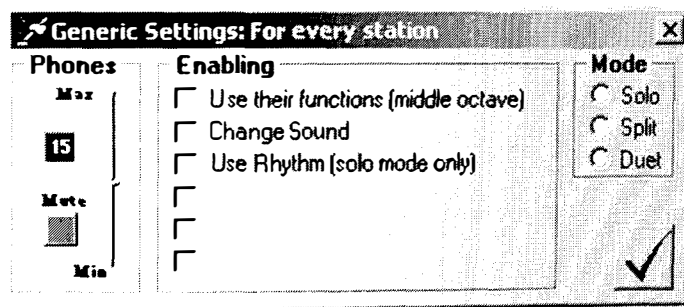 Generic Settings: For every station
Phones
Max
15
Mute
Min
Enabling
Use their functions (middle octave)
Change Sound
Use Rhythm (solo mode only)
Mode
Solo
Split
Duet